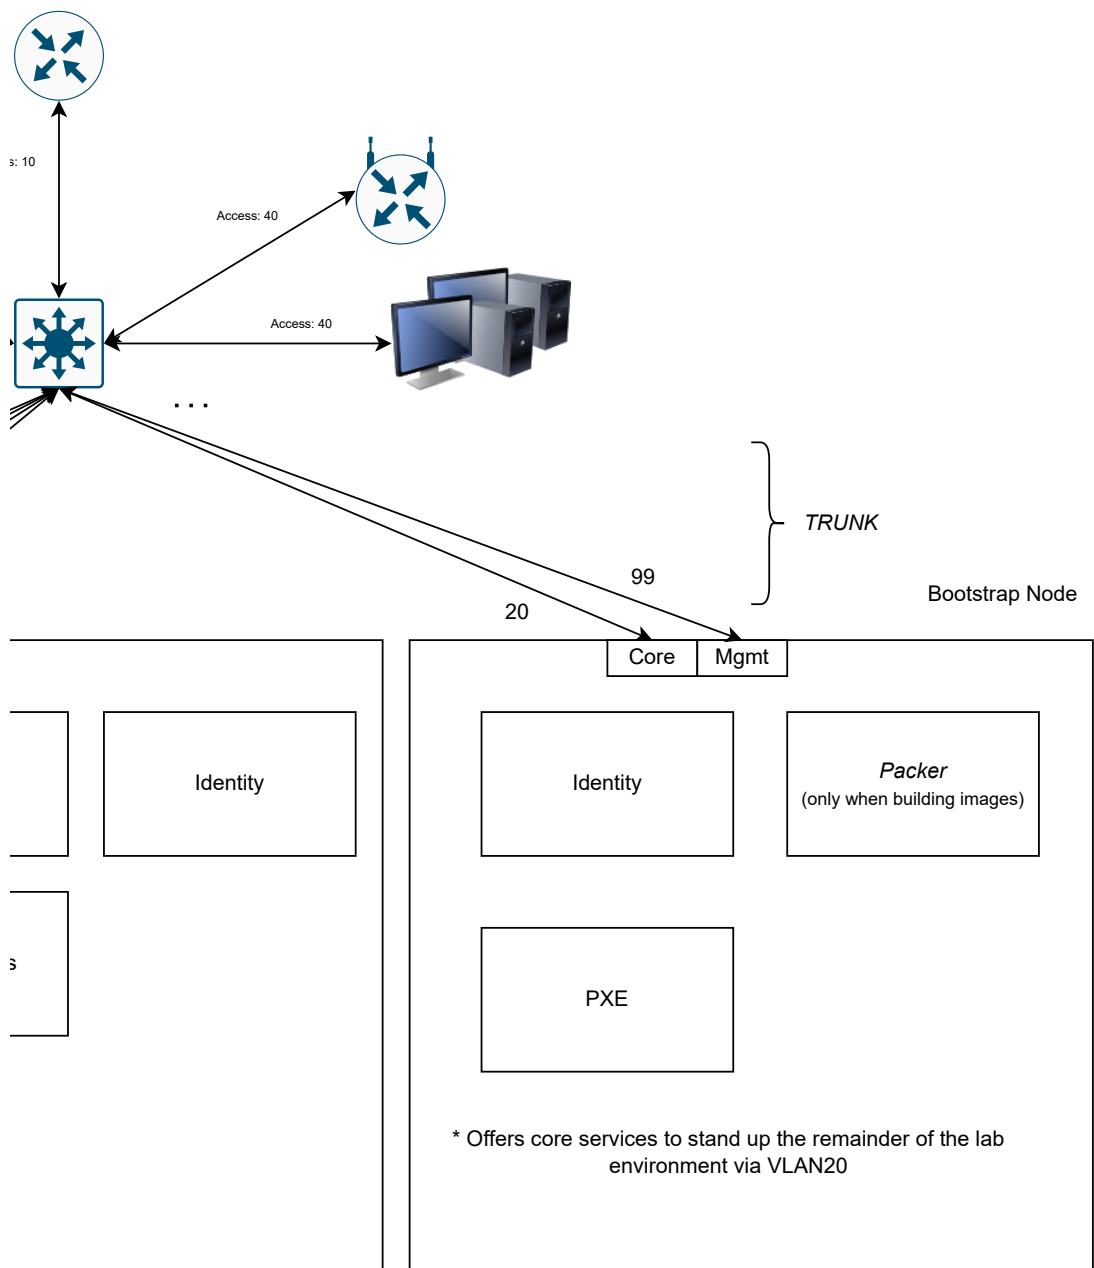 s: 10
Access: 40
Access: 40
...
TRUNK
99
20
Bootstrap Node
Core
Mgmt
Identity
Identity
Packer
(only when building images)
s
PXE
* Offers core services to stand up the remainder of the lab
environment via VLAN20